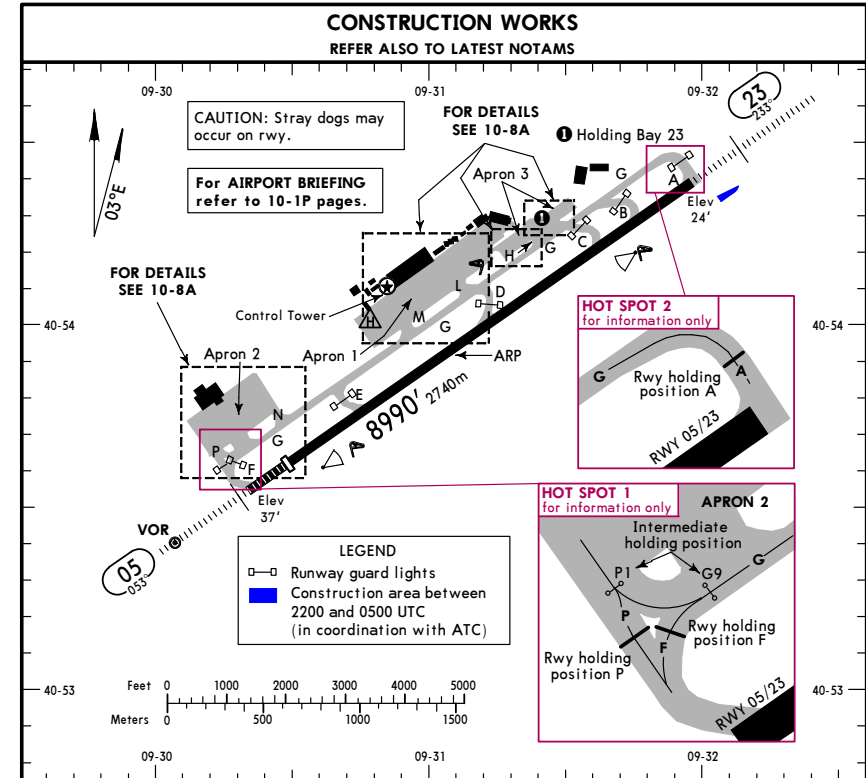 CONSTRUCTION WORKS
REFER ALSO TO LATEST NOTAMS
09-30
09-31
09-32
23
233°
03°E
CAUTION: Stray dogs may
occur on rwy.
For AIRPORT BRIEFING
refer to 10-1P pages.
FOR DETAILS
SEE 10-8A
1 Holding Bay 23
Apron 3
1
G
A
B
C
H
G
Elev
24'
FOR DETAILS
SEE 10-8A
Control Tower
H
L
M
D
G
40-54
40-54
Apron 2
Apron 1
ARP
E
8990' 2740m
N
G
P
F
Elev
37'
VOR
05
053°
HOT SPOT 2
for information only
G
A
Rwy holding
position A
RWY 05/23
HOT SPOT 1
for information only
APRON 2
Intermediate
holding position
P1
G9
G
P
F
Rwy holding
position F
Rwy holding
position P
RWY 05/23
LEGEND
Runway guard lights
Construction area between
2200 and 0500 UTC
(in coordination with ATC)
40-53
40-53
Feet 0 1000 2000 3000 4000 5000
Meters 0 500 1000 1500
09-30
09-31
09-32